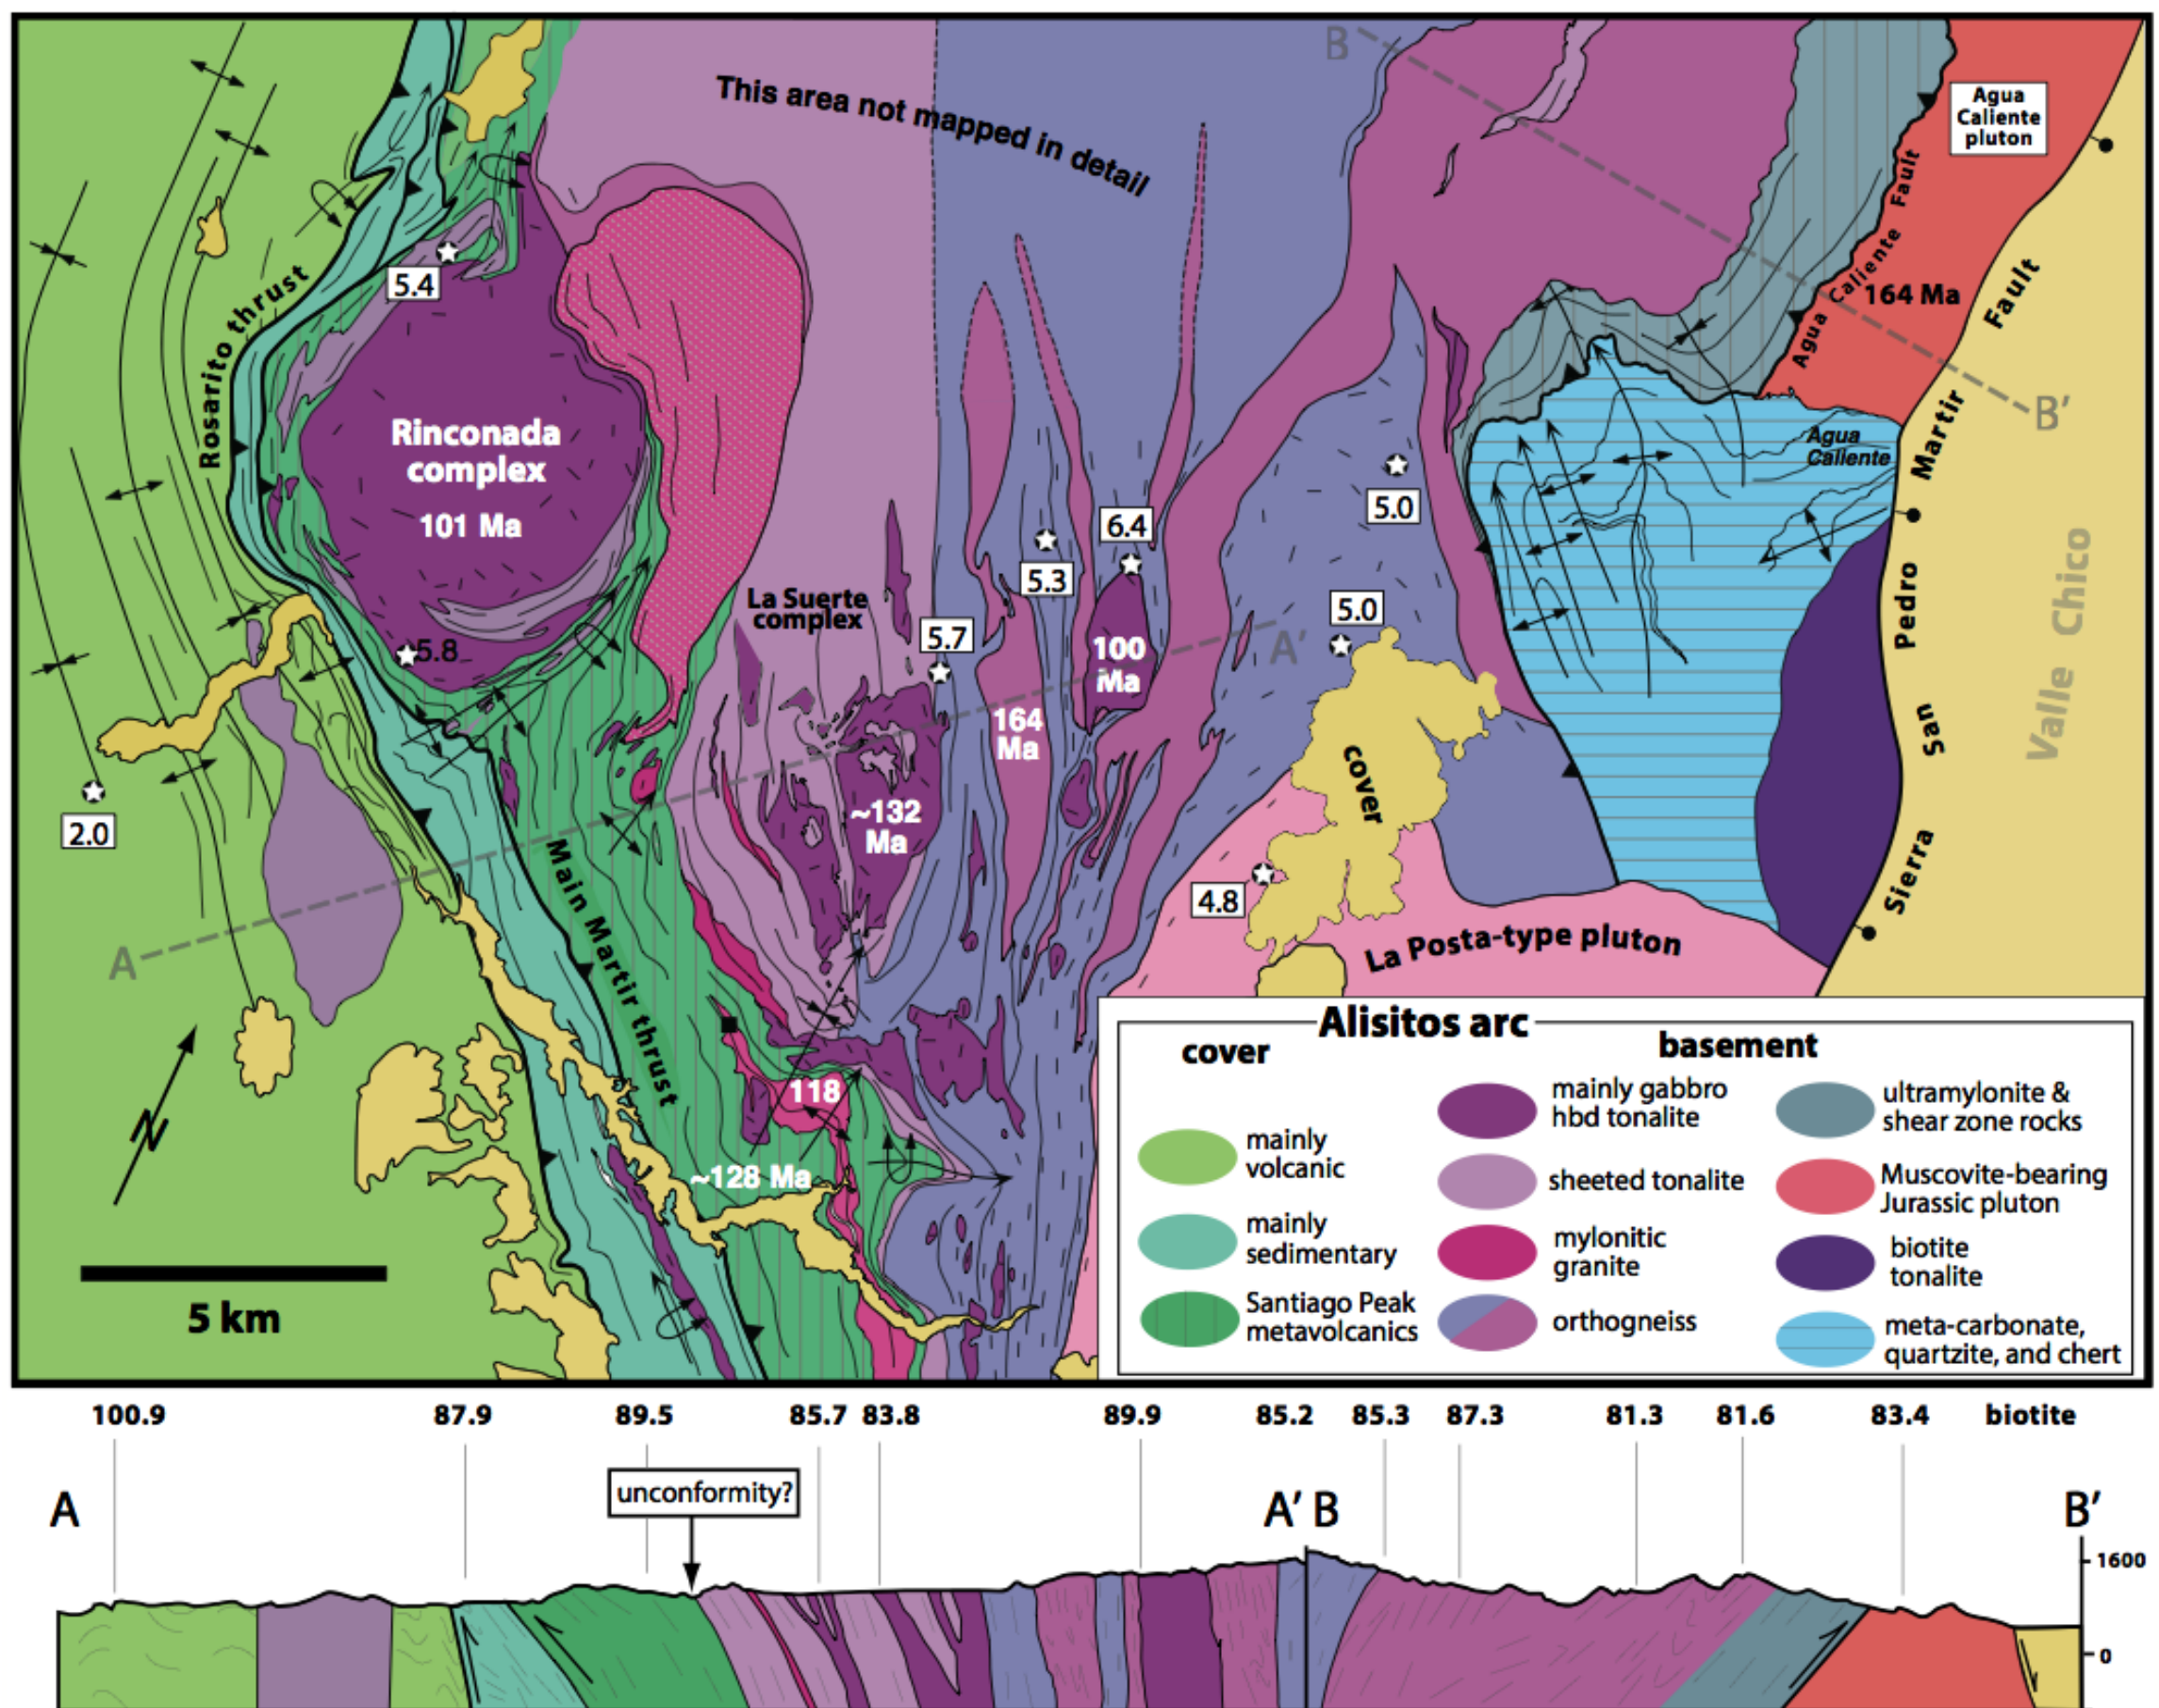 B
This area not mapped in detail
Agua
Caliente
pluton
Agua Caliente Fault
164 Ma
Fault
B'
5.4
Rosarito thrust
Rinconada
complex
101 Ma
Agua
Caliente
Martir
5.0
6.4
5.3
La Suerte
complex
5.7
5.8
100
Ma
5.0
A'
Pedro
Valle Chico
164
Ma
San
cover
2.0
~132
Ma
Main Martir thrust
4.8
Sierra
A
La Posta-type pluton
N
118
~128 Ma
5 km
Alisitos arc
cover
basement
mainly
volcanic
mainly
sedimentary
Santiago Peak
metavolcanics
mainly gabbro
hbd tonalite
sheeted tonalite
mylonitic
granite
orthogneiss
ultramylonite &
shear zone rocks
Muscovite-bearing
Jurassic pluton
biotite
tonalite
meta-carbonate,
quartzite, and chert
100.9 87.9 89.5 85.7 83.8 89.9 85.2 85.3 87.3 81.3 81.6 83.4 biotite
unconformity?
A A' B B'
1600
0